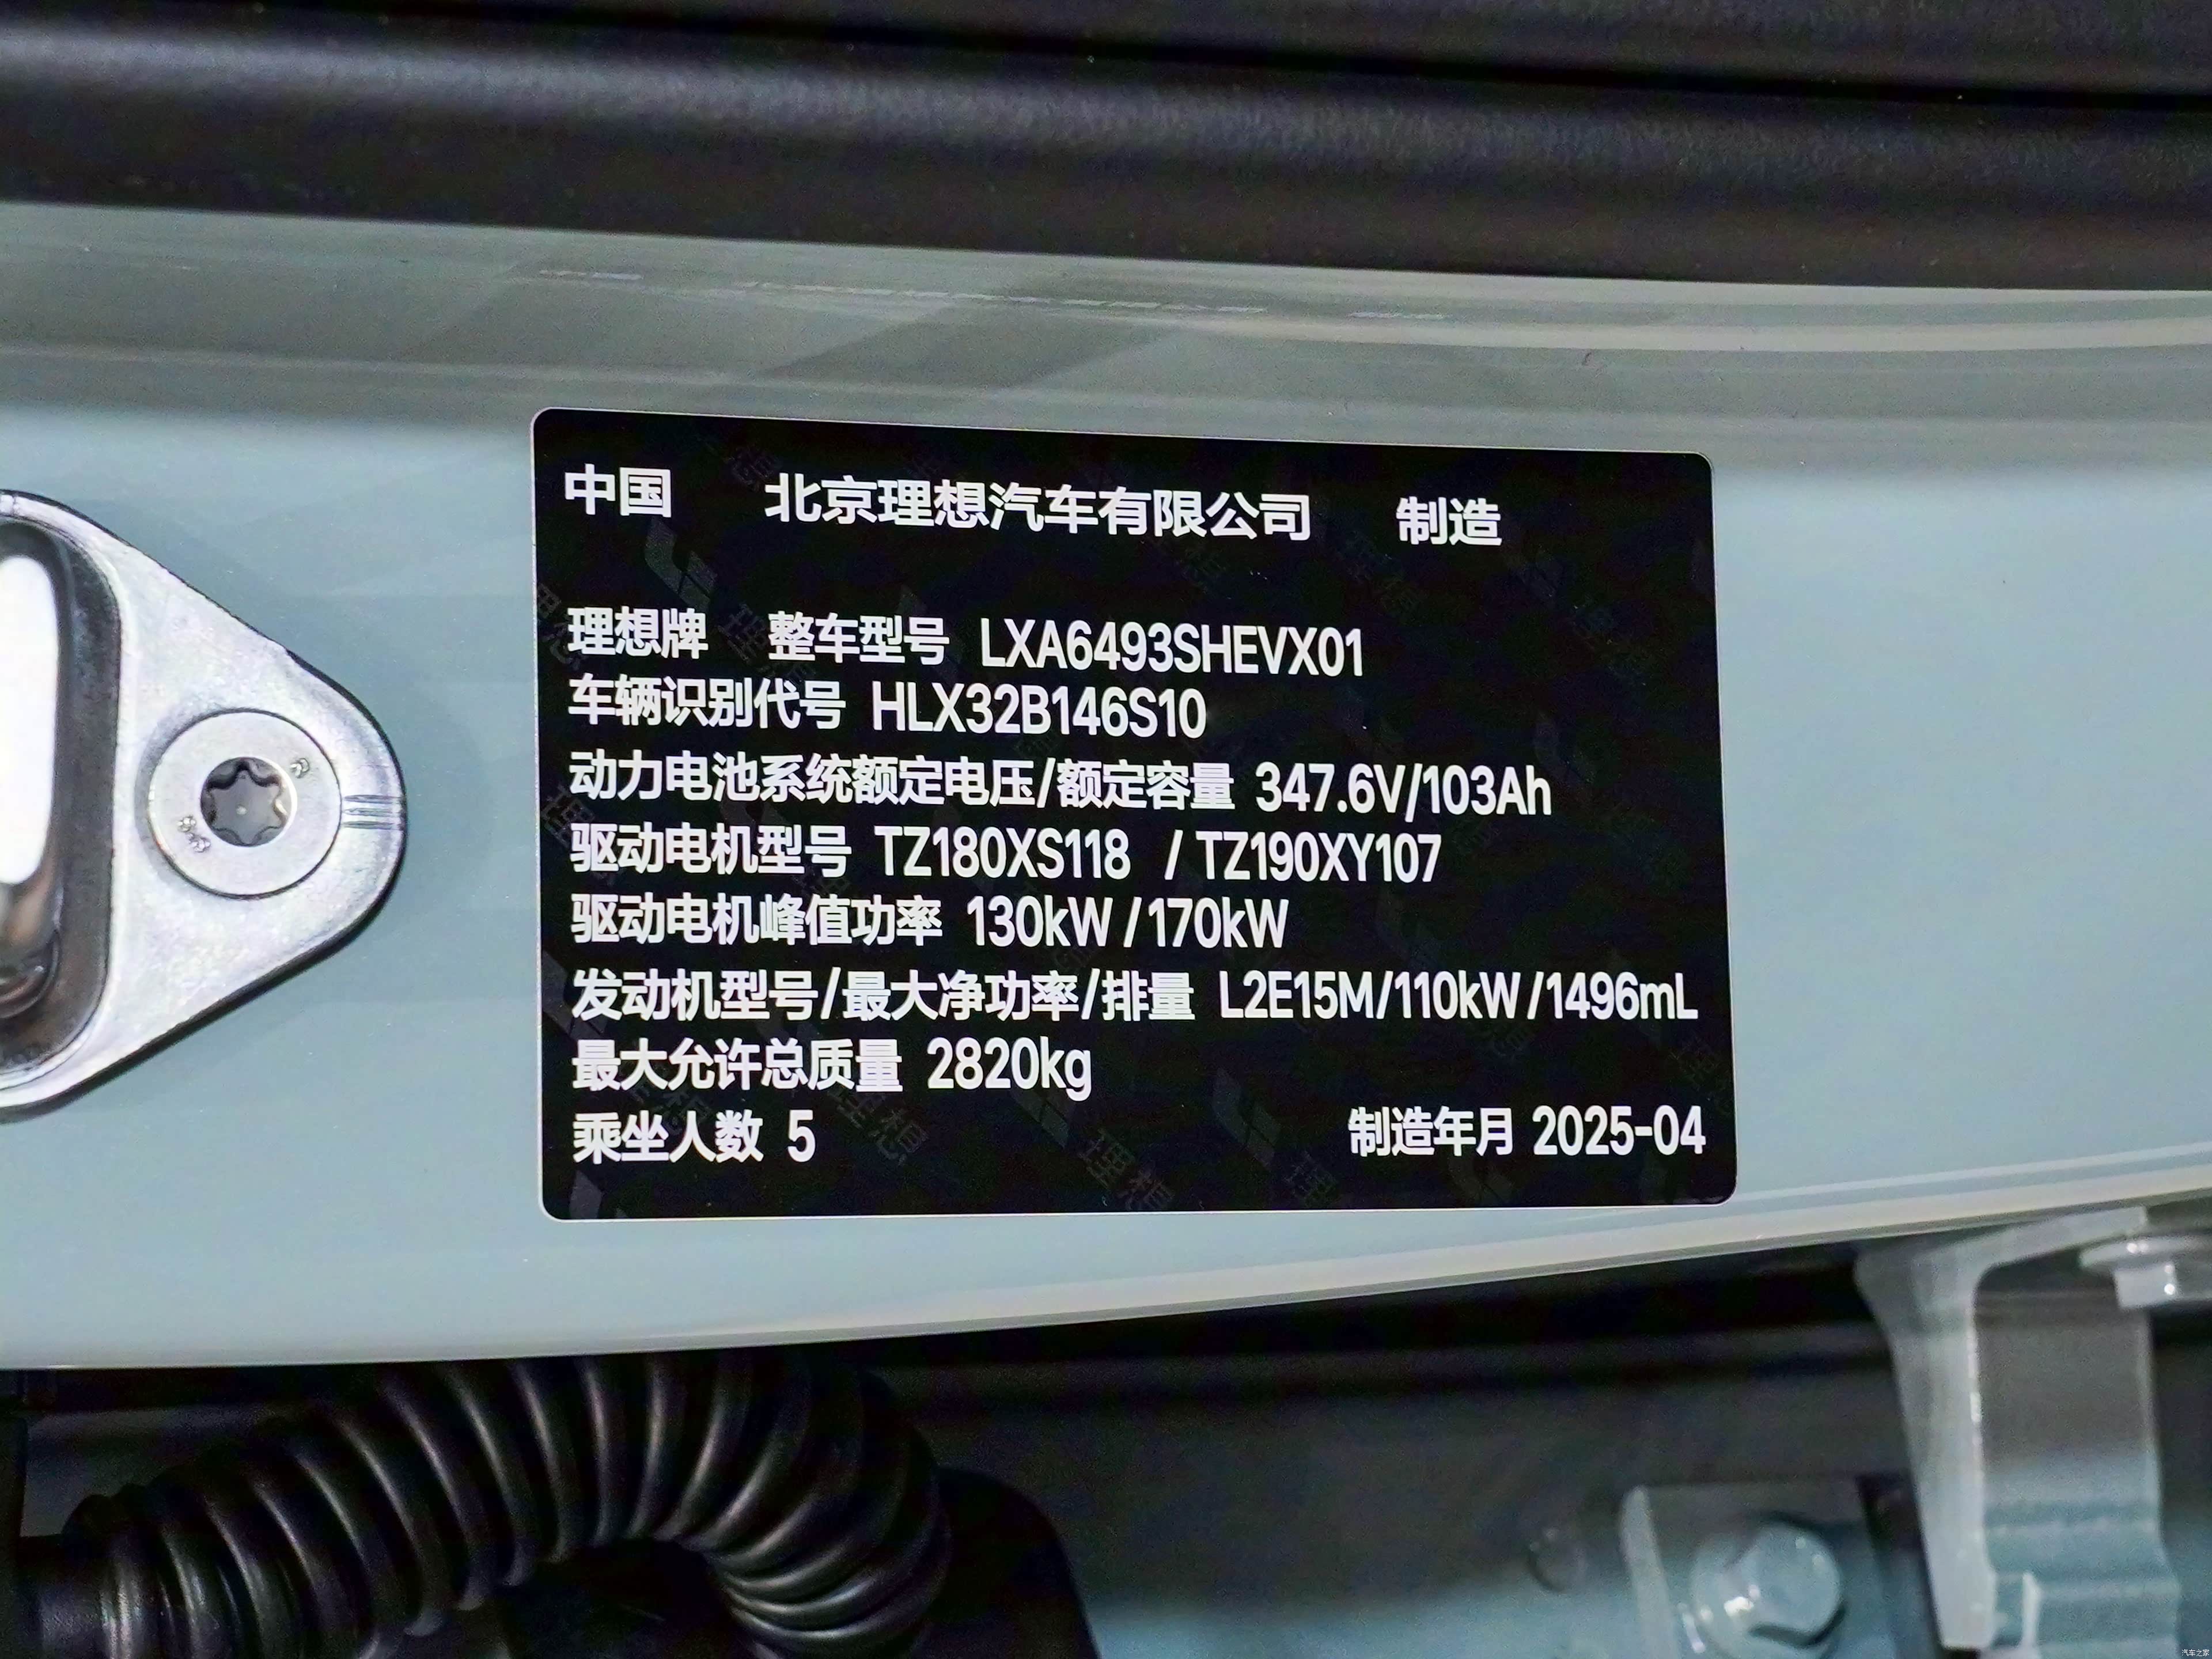 中国 北京理想汽车有限公司 制造
理想牌 整车型号 LXA6493SHEVX01
车辆识别代号 HLX32B146S10
动力电池系统额定电压/额定容量 347.6V/103Ah
驱动电机型号 TZ180XS118 / TZ190XY107
驱动电机峰值功率 130kW / 170kW
发动机型号/最大净功率/排量 L2E15M/110kW/1496mL
最大允许总质量 2820kg
乘坐人数 5 制造年月 2025-04
汽车之家